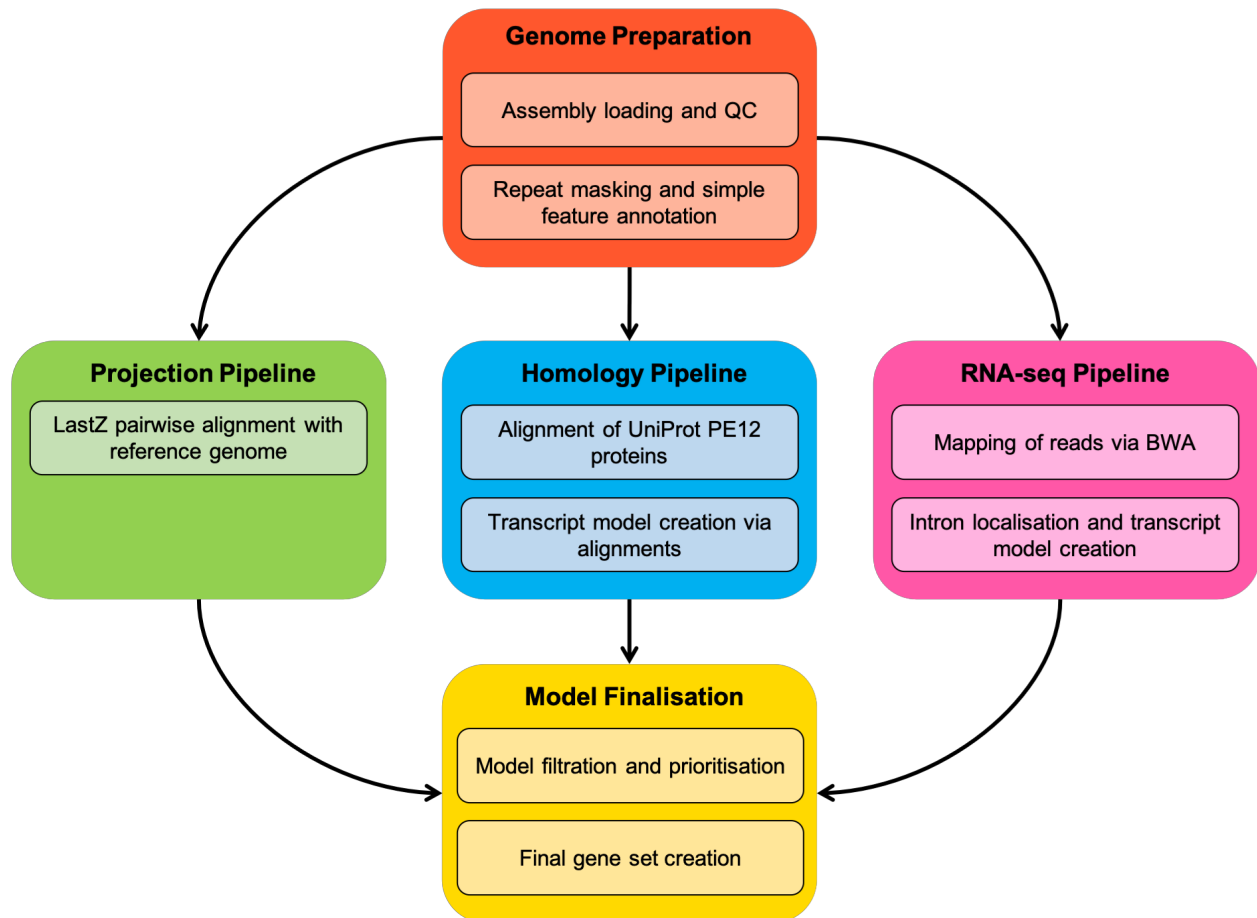 Genome Preparation
Assembly loading and QC
Repeat masking and simple
feature annotation
Projection Pipeline
LastZ pairwise alignment with
reference genome
Homology Pipeline
Alignment of UniProt PE12
proteins
Transcript model creation via
alignments
RNA-seq Pipeline
Mapping of reads via BWA
Intron localisation and transcript
model creation
Model Finalisation
Model filtration and prioritisation
Final gene set creation